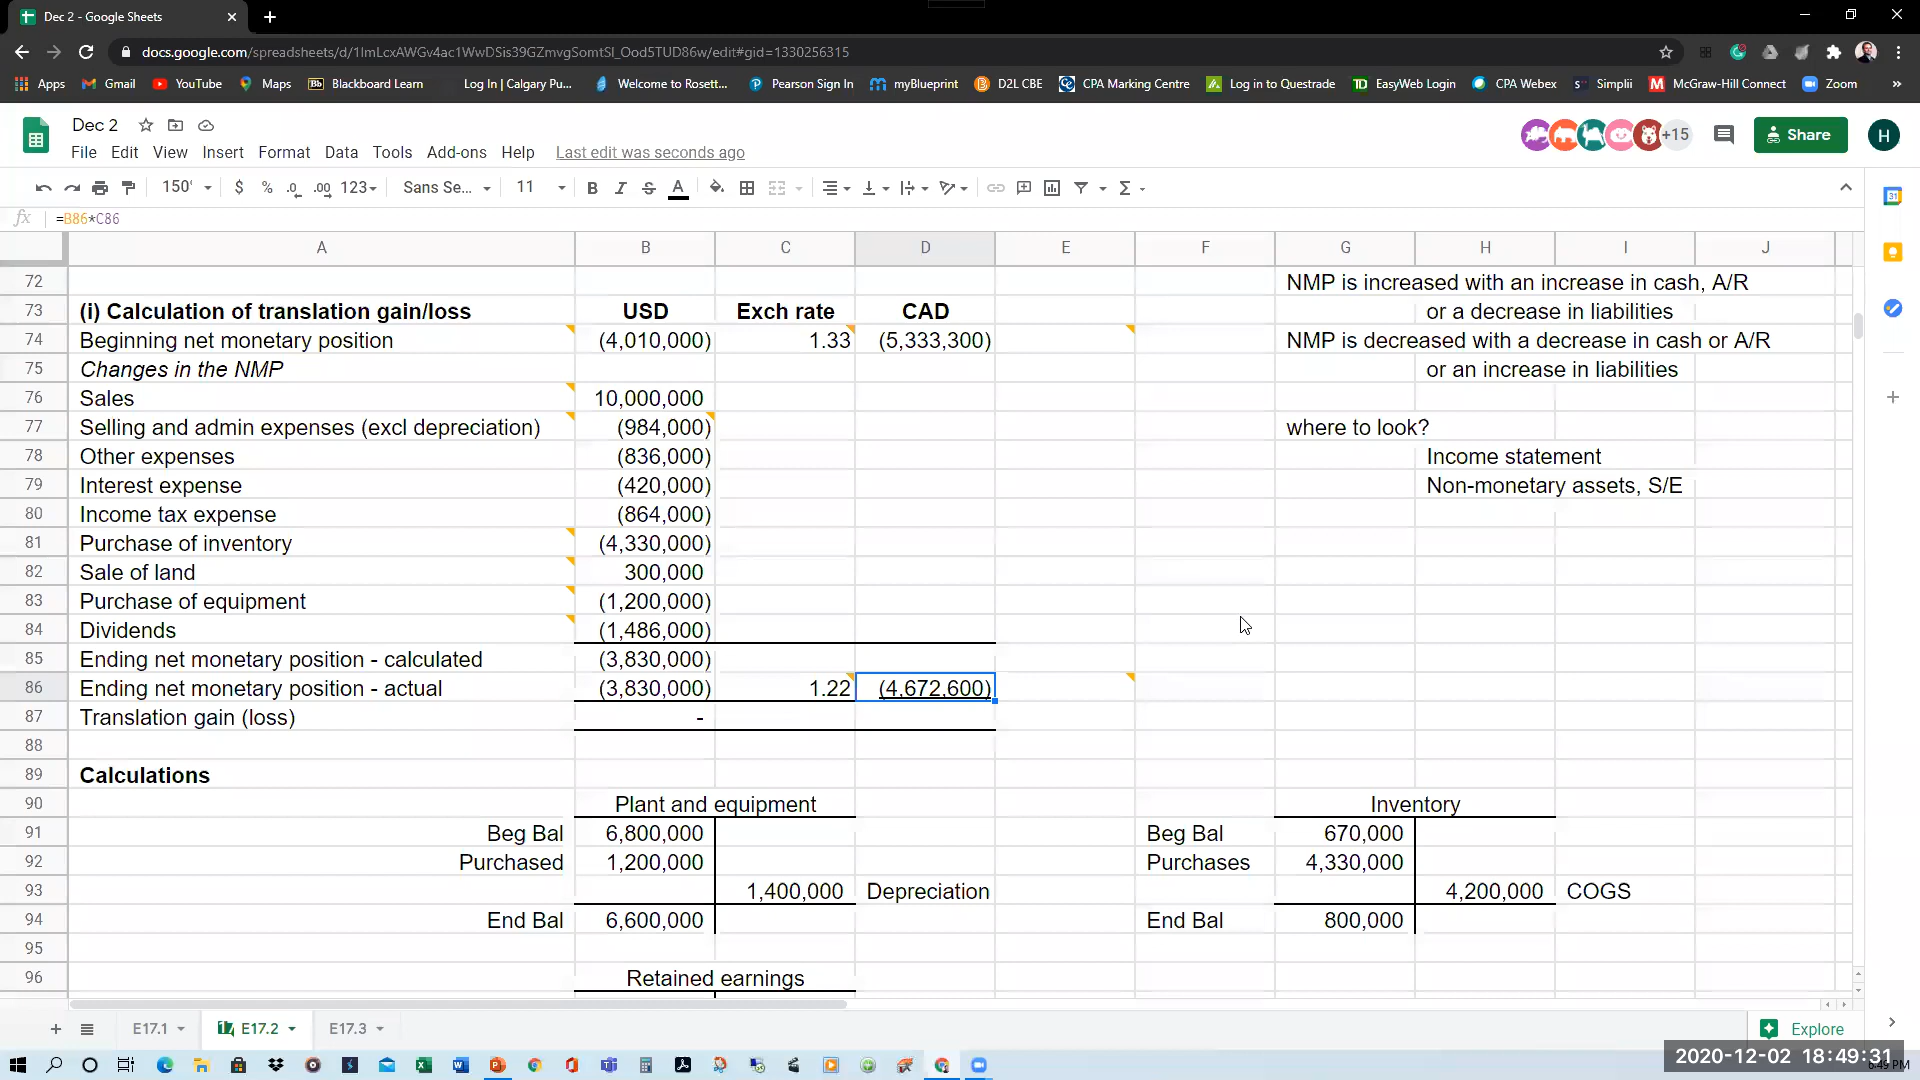 Dec 2 - Google Sheets
docs.google.com/spreadsheets/d/1ImLcxAWGv4ac1WwDSis39GZmvgSomtSl_Ood5TUD86w/edit#gid=1330256315
Apps Gmail YouTube Maps Bb Blackboard Learn Log In | Calgary Pu... Welcome to Rosett... Pearson Sign In myBlueprint D2L CBE CPA Marking Centre Log in to Questrade TD EasyWeb Login CPA Webex Simplii McGraw-Hill Connect Zoom »
Dec 2
+15 Share H
File Edit View Insert Format Data Tools Add-ons Help Last edit was seconds ago
150% $ % .0 .00 123 Sans Se... 11 B I S A Σ
fx =B86*C86
A B C D E F G H I J
72 NMP is increased with an increase in cash, A/R
73 (i) Calculation of translation gain/loss USD Exch rate CAD or a decrease in liabilities
74 Beginning net monetary position (4,010,000) 1.33 (5,333,300) NMP is decreased with a decrease in cash or A/R
75 Changes in the NMP or an increase in liabilities
76 Sales 10,000,000
77 Selling and admin expenses (excl depreciation) (984,000) where to look?
78 Other expenses (836,000) Income statement
79 Interest expense (420,000) Non-monetary assets, S/E
80 Income tax expense (864,000)
81 Purchase of inventory (4,330,000)
82 Sale of land 300,000
83 Purchase of equipment (1,200,000)
84 Dividends (1,486,000)
85 Ending net monetary position - calculated (3,830,000)
86 Ending net monetary position - actual (3,830,000) 1.22 (4,672,600)
87 Translation gain (loss) -
88
89 Calculations
90 Plant and equipment Inventory
91 Beg Bal 6,800,000 Beg Bal 670,000
92 Purchased 1,200,000 Purchases 4,330,000
93 1,400,000 Depreciation 4,200,000 COGS
94 End Bal 6,600,000 End Bal 800,000
95
96 Retained earnings
E17.1 E17.2 E17.3 Explore
2020-12-02 18:49:31